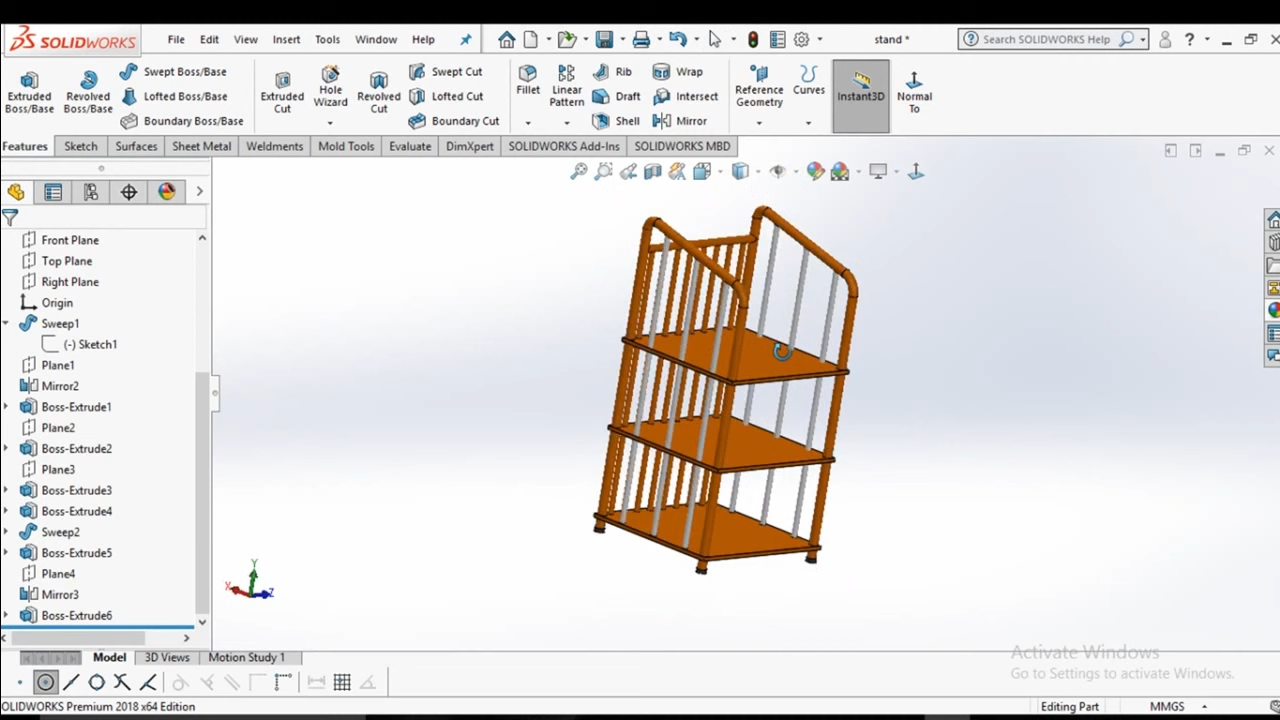 SOLIDWORKS File Edit View Insert Tools Window Help stand * Search SOLIDWORKS Help ?
Extruded Boss/Base
Revolved Boss/Base
Swept Boss/Base
Lofted Boss/Base
Boundary Boss/Base
Extruded Cut
Hole Wizard
Revolved Cut
Swept Cut
Lofted Cut
Boundary Cut
Fillet
Linear Pattern
Rib
Draft
Shell
Wrap
Intersect
Mirror
Reference Geometry
Curves
Instant3D
Normal To
Features Sketch Surfaces Sheet Metal Weldments Mold Tools Evaluate DimXpert SOLIDWORKS Add-Ins SOLIDWORKS MBD
Front Plane
Top Plane
Right Plane
Origin
Sweep1
(-) Sketch1
Plane1
Mirror2
Boss-Extrude1
Plane2
Boss-Extrude2
Plane3
Boss-Extrude3
Boss-Extrude4
Sweep2
Boss-Extrude5
Plane4
Mirror3
Boss-Extrude6
Y
X
Z
Activate Windows
Go to Settings to activate Windows.
Model 3D Views Motion Study 1
OLIDWORKS Premium 2018 x64 Edition Editing Part MMGS